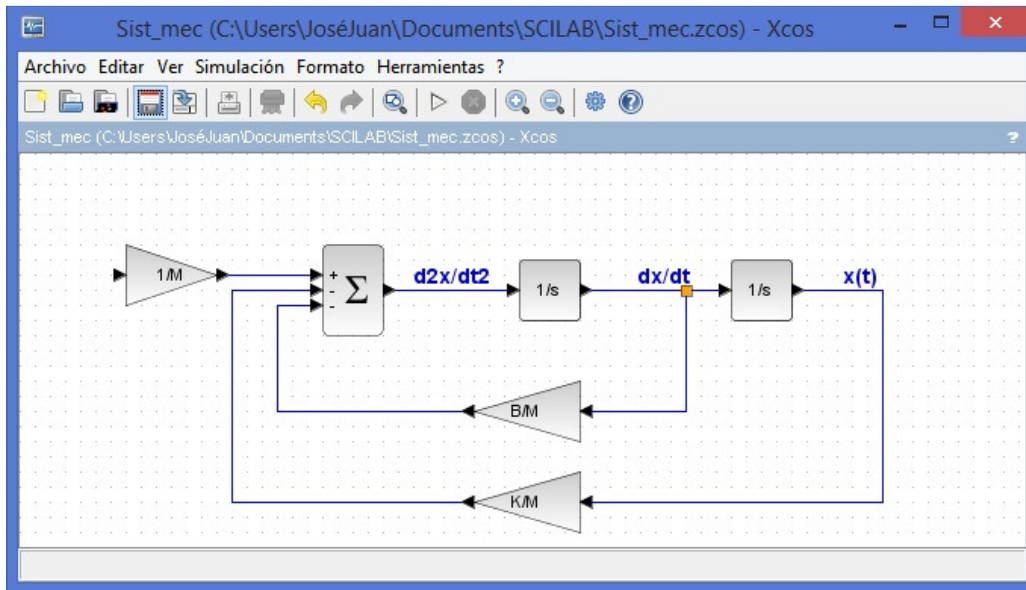 Sist_mec (C:\Users\JoséJuan\Documents\SCILAB\Sist_mec.zcos) - Xcos
Archivo Editar Ver Simulación Formato Herramientas ?
Sist_mec (C:\Users\JoséJuan\Documents\SCILAB\Sist_mec.zcos) - Xcos ?
1/M
+
-
-
Σ
d2x/dt2
1/s
dx/dt
1/s
x(t)
B/M
K/M